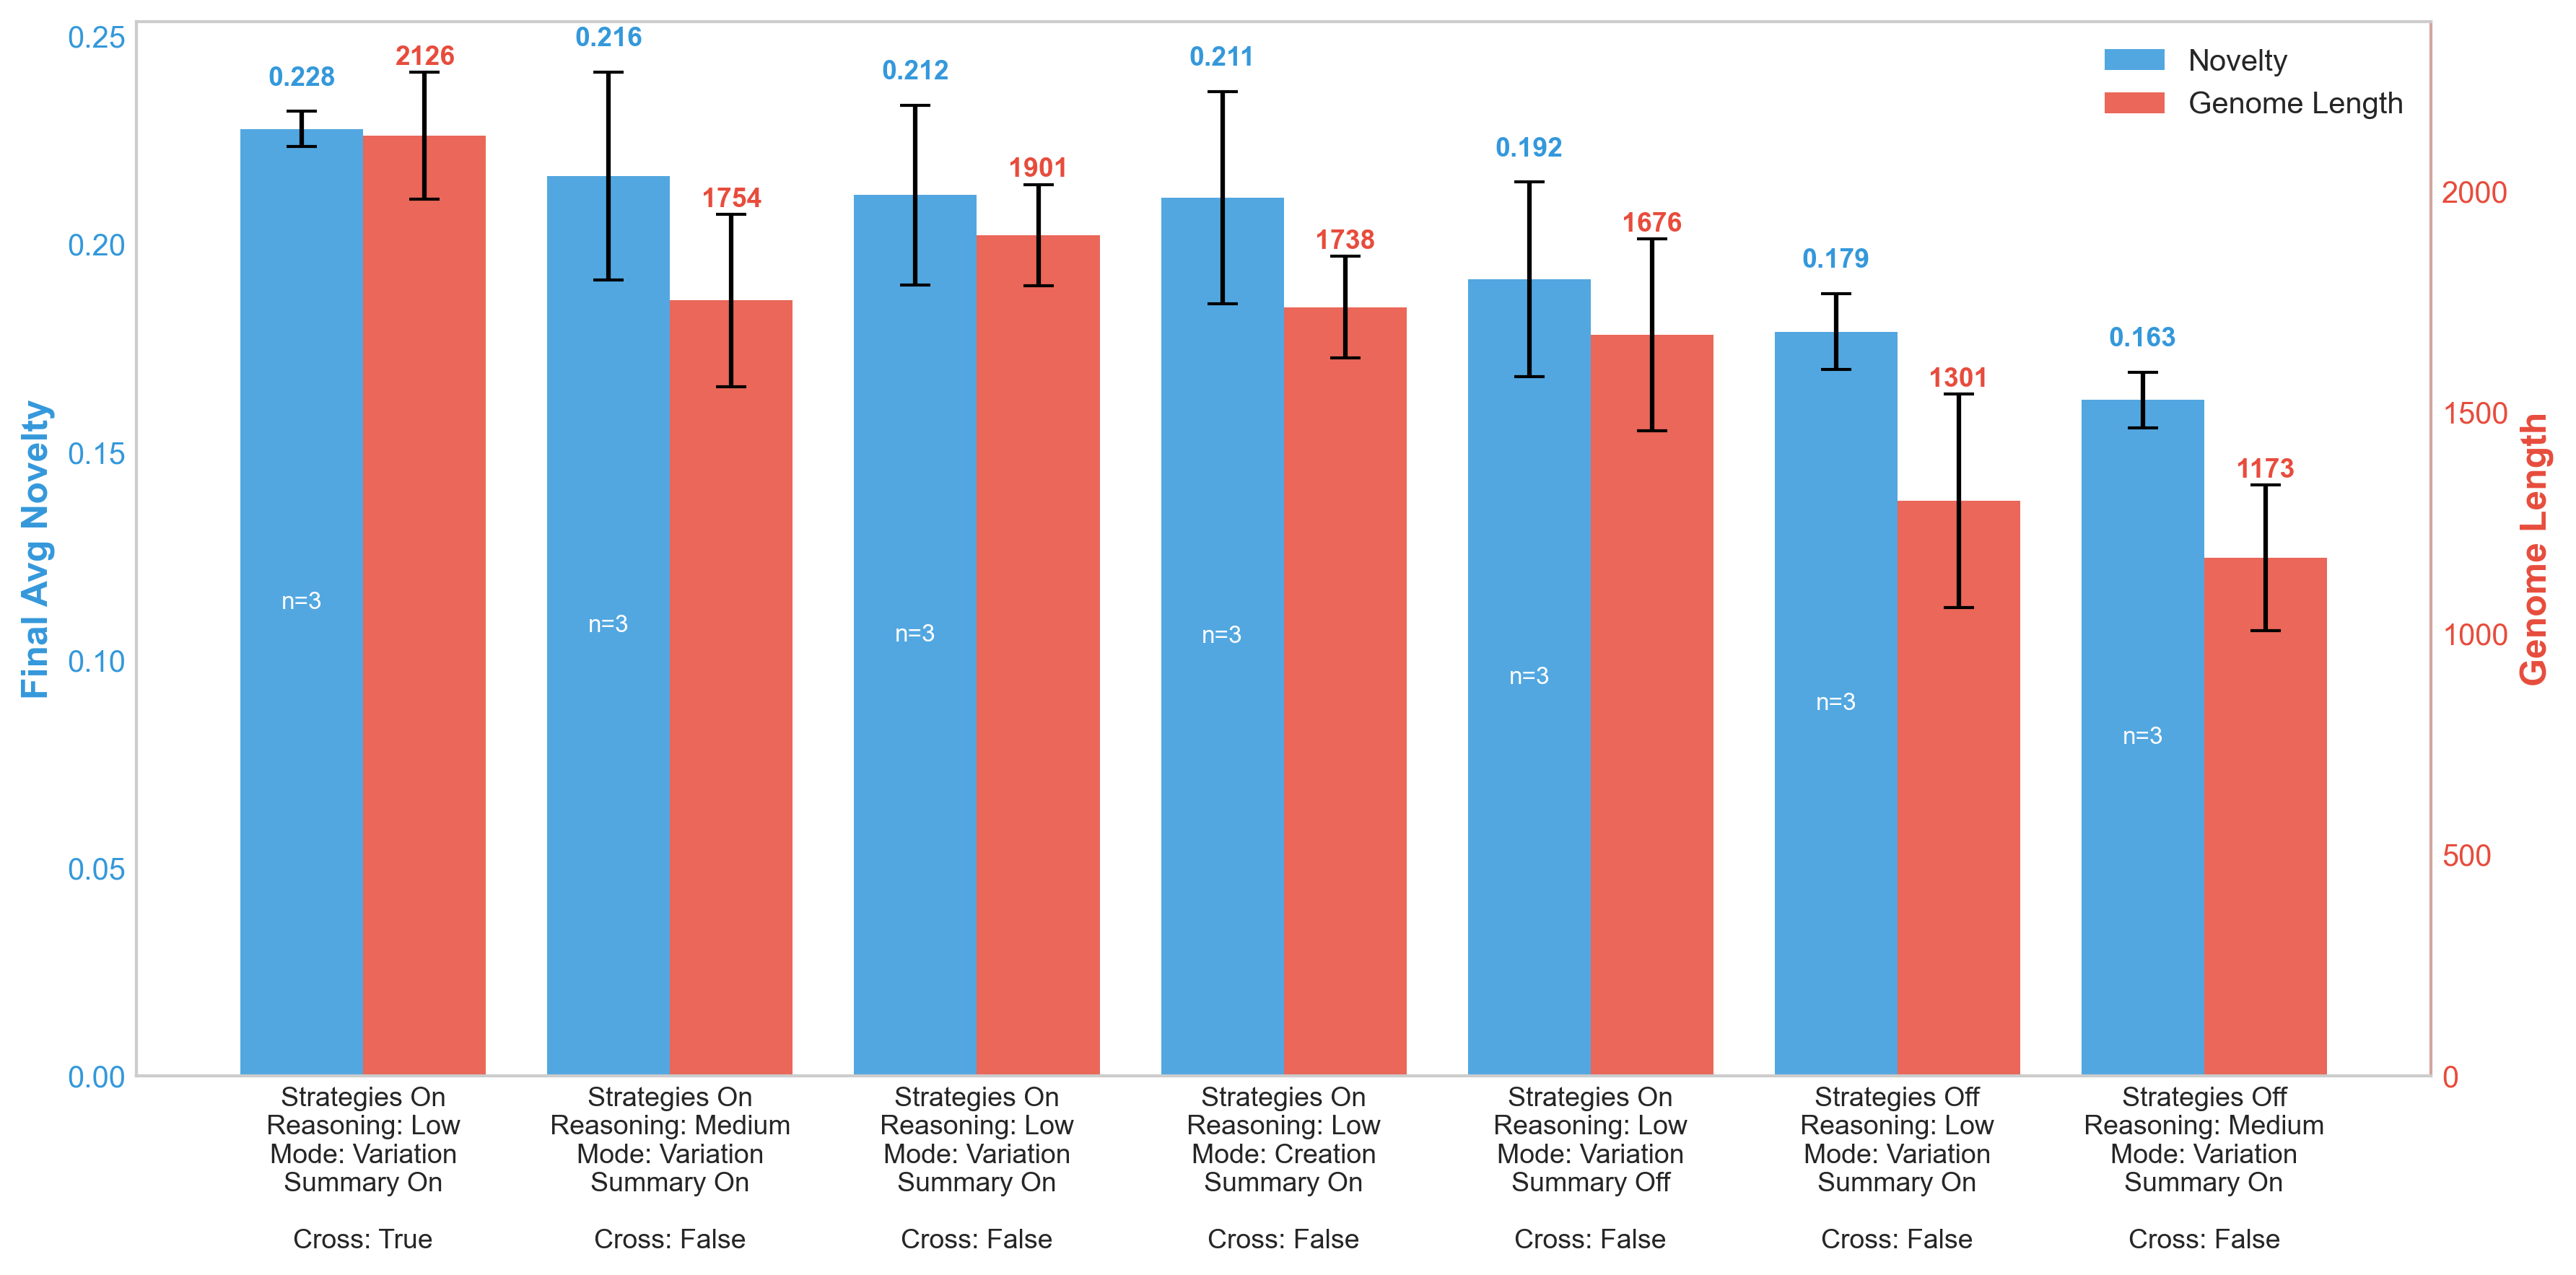 Final Avg Novelty
0.25
0.20
0.15
0.10
0.05
0.00
0.228
2126
0.216
1754
0.212
1901
0.211
1738
0.192
1676
0.179
1301
0.163
1173
n=3
n=3
n=3
n=3
n=3
n=3
n=3
Novelty
Genome Length
2000
1500
1000
500
0
Genome Length
Strategies On
Reasoning: Low
Mode: Variation
Summary On
Cross: True
Strategies On
Reasoning: Medium
Mode: Variation
Summary On
Cross: False
Strategies On
Reasoning: Low
Mode: Variation
Summary On
Cross: False
Strategies On
Reasoning: Low
Mode: Creation
Summary On
Cross: False
Strategies On
Reasoning: Low
Mode: Variation
Summary Off
Cross: False
Strategies Off
Reasoning: Low
Mode: Variation
Summary On
Cross: False
Strategies Off
Reasoning: Medium
Mode: Variation
Summary On
Cross: False